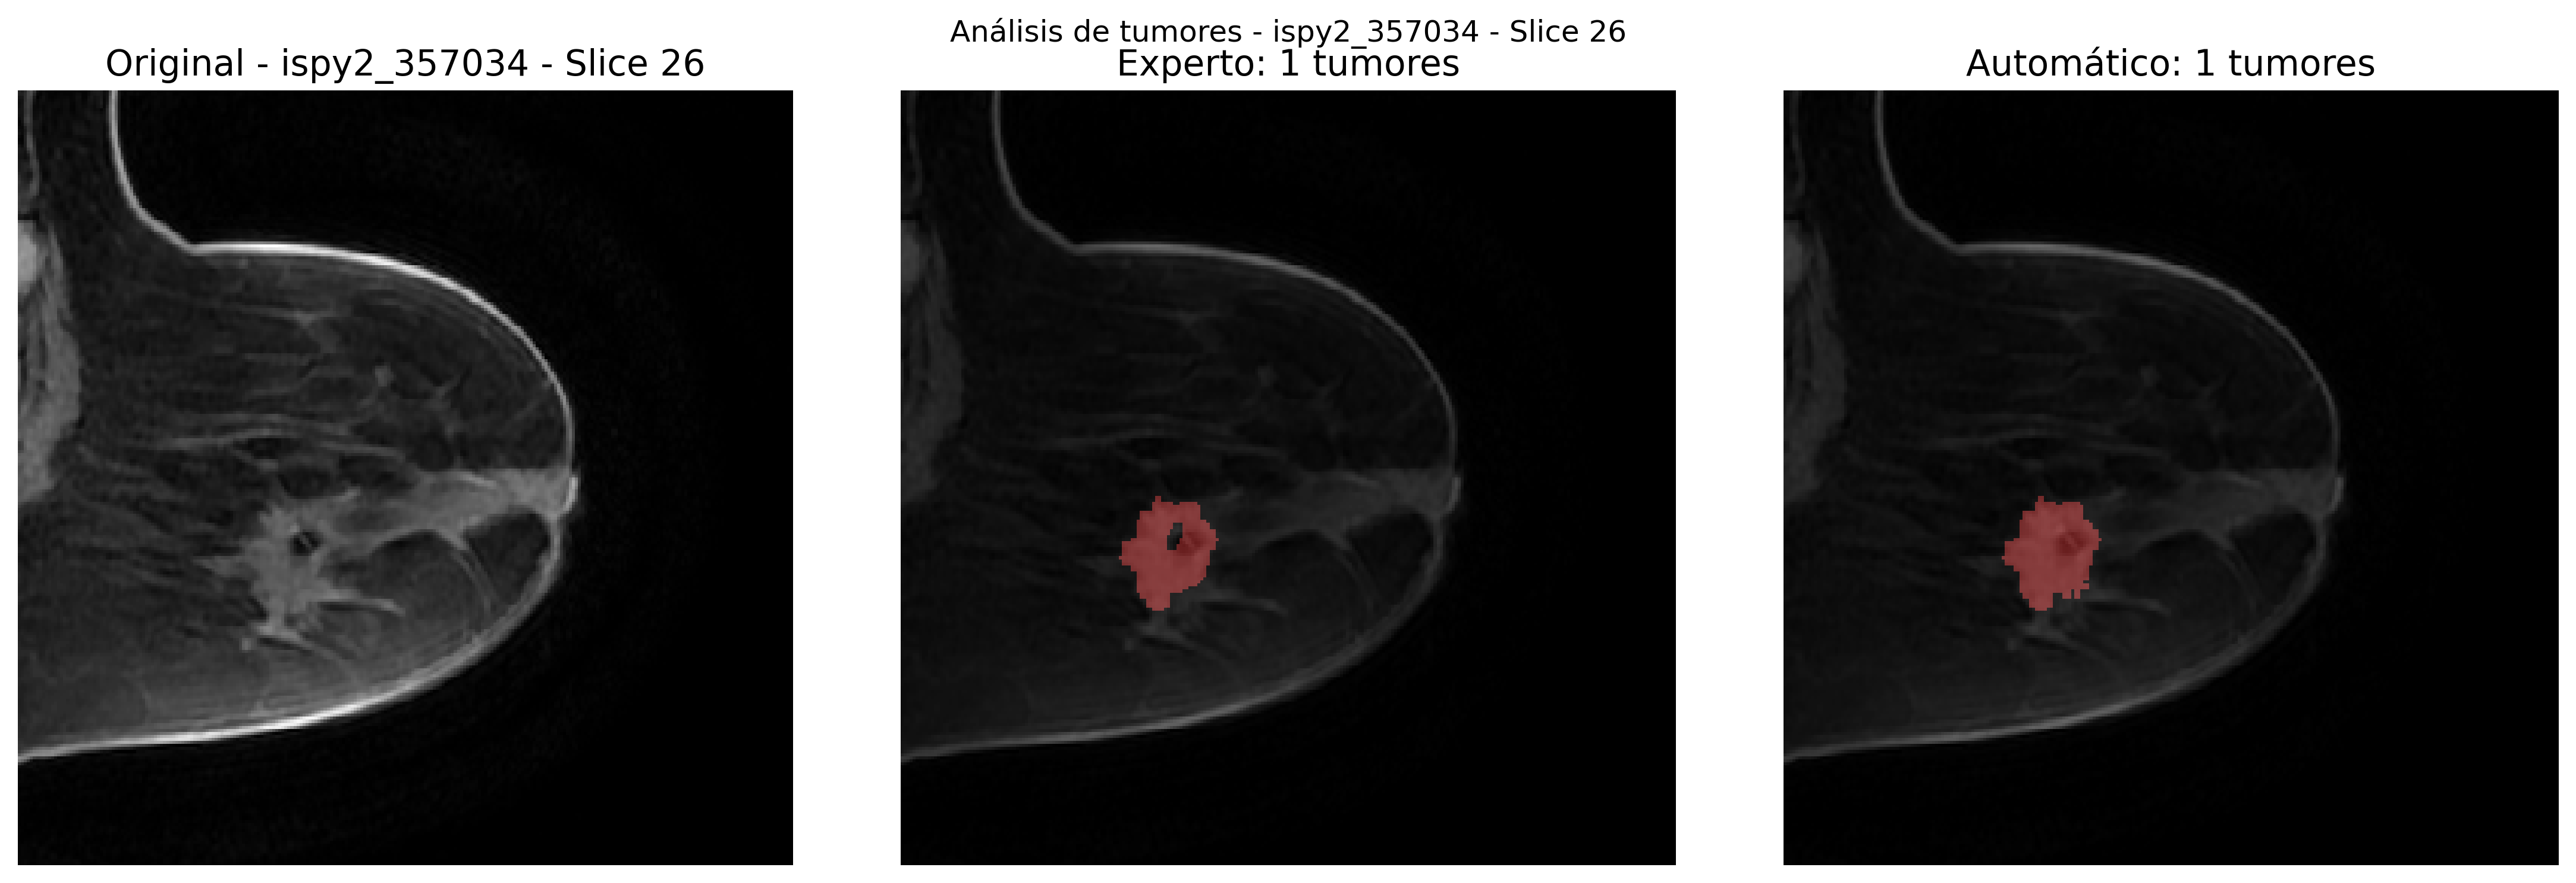 Análisis de tumores - ispy2_357034 - Slice 26
Original - ispy2_357034 - Slice 26
Experto: 1 tumores
Automático: 1 tumores